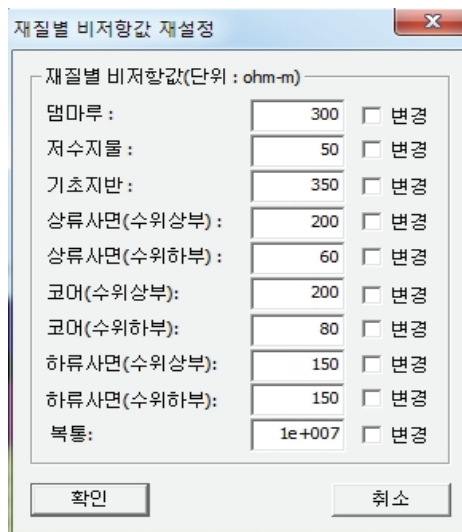 재질별 비저항값 재설정
재질별 비저항값(단위 : ohm-m)
댐마루 : 300 변경
저수지물 : 50 변경
기초지반 : 350 변경
상류사면(수위상부) : 200 변경
상류사면(수위하부) : 60 변경
코어(수위상부): 200 변경
코어(수위하부): 80 변경
하류사면(수위상부): 150 변경
하류사면(수위하부): 150 변경
복통: 1e+007 변경
확인 취소